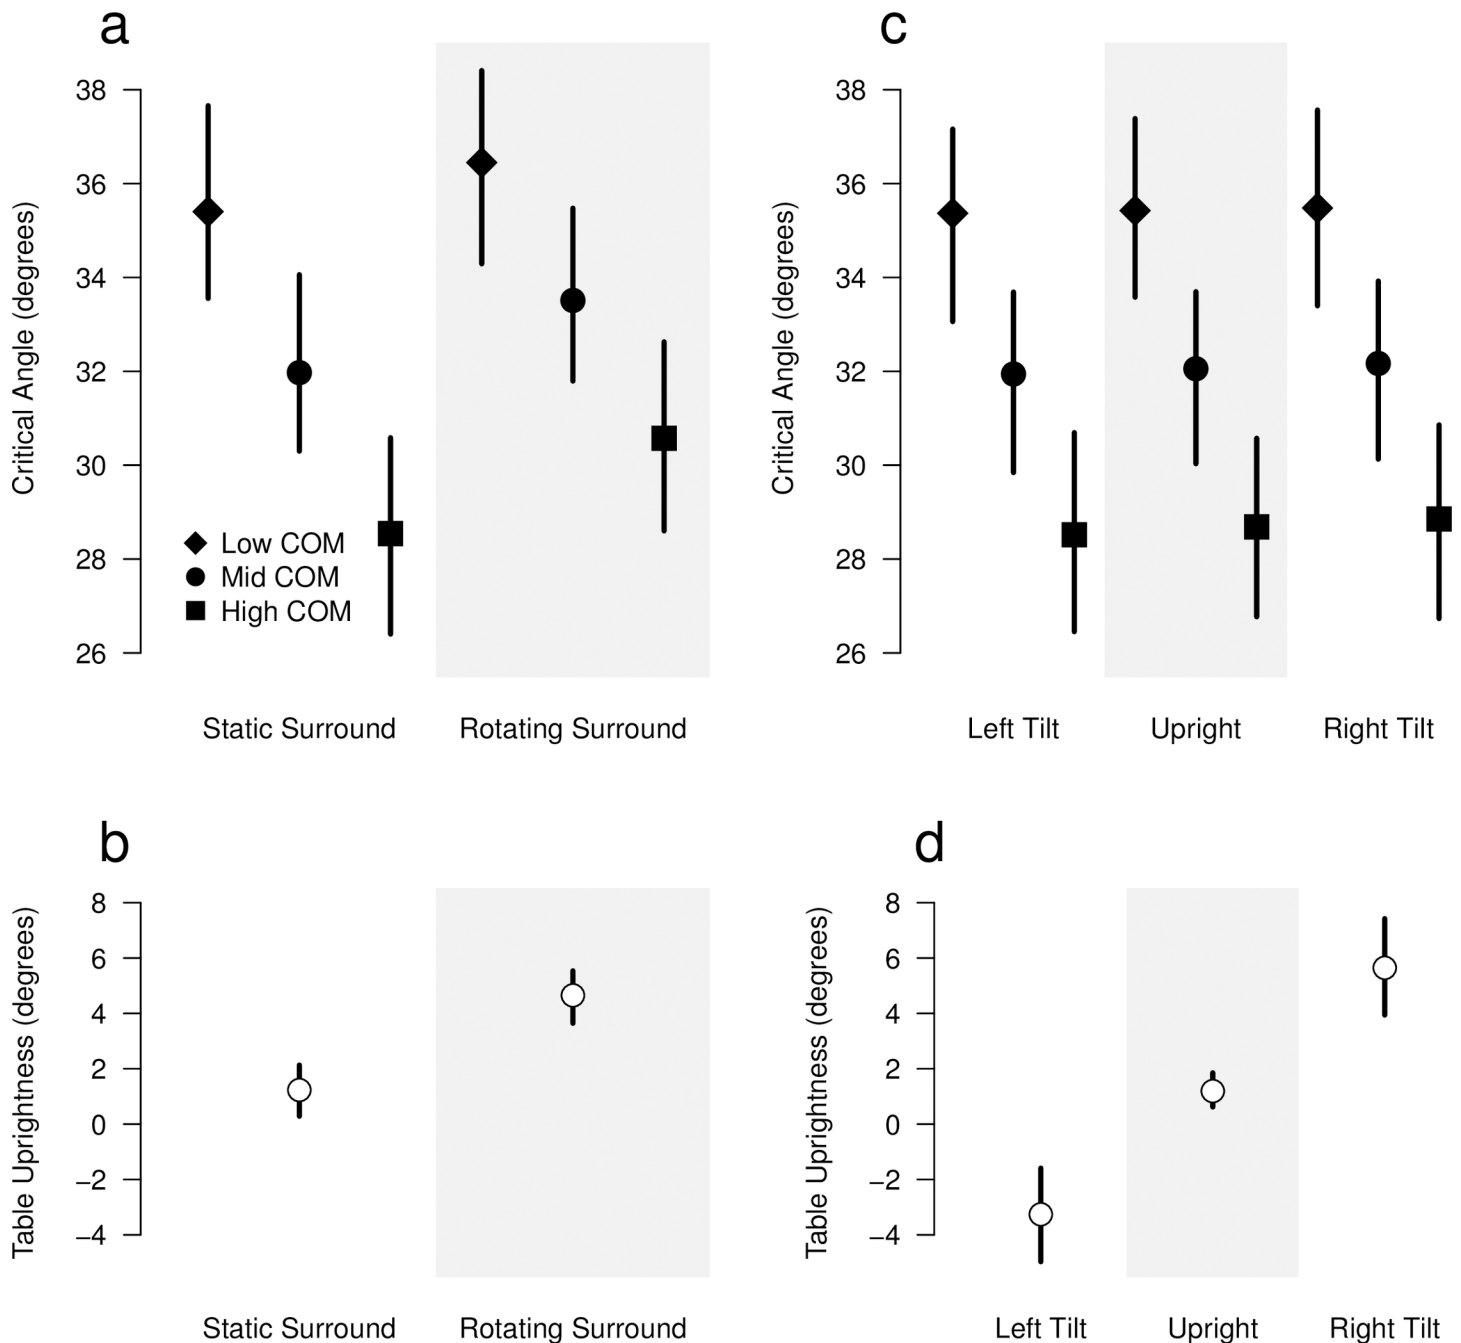 a
Critical Angle (degrees)
38
36
34
32
30
28
26
Low COM
Mid COM
High COM
Static Surround
Rotating Surround
c
Critical Angle (degrees)
38
36
34
32
30
28
26
Left Tilt
Upright
Right Tilt
b
Table Uprightness (degrees)
8
6
4
2
0
−2
−4
Static Surround
Rotating Surround
d
Table Uprightness (degrees)
8
6
4
2
0
−2
−4
Left Tilt
Upright
Right Tilt